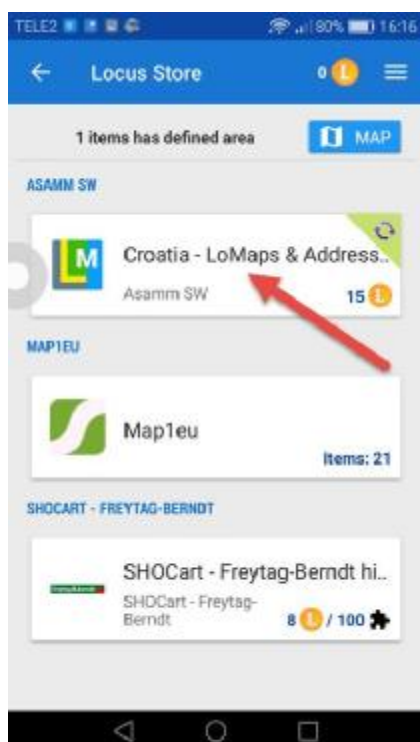 TELE2 80% 16:16
Locus Store 0 L
1 items has defined area MAP
ASAMM SW
LM Croatia - LoMaps & Address..
Asamm SW 15 L
MAP1EU
Map1eu
Items: 21
SHOCART - FREYTAG-BERNDT
SHOCart - Freytag-Berndt hi..
SHOCart - Freytag-
Berndt 8 L / 100